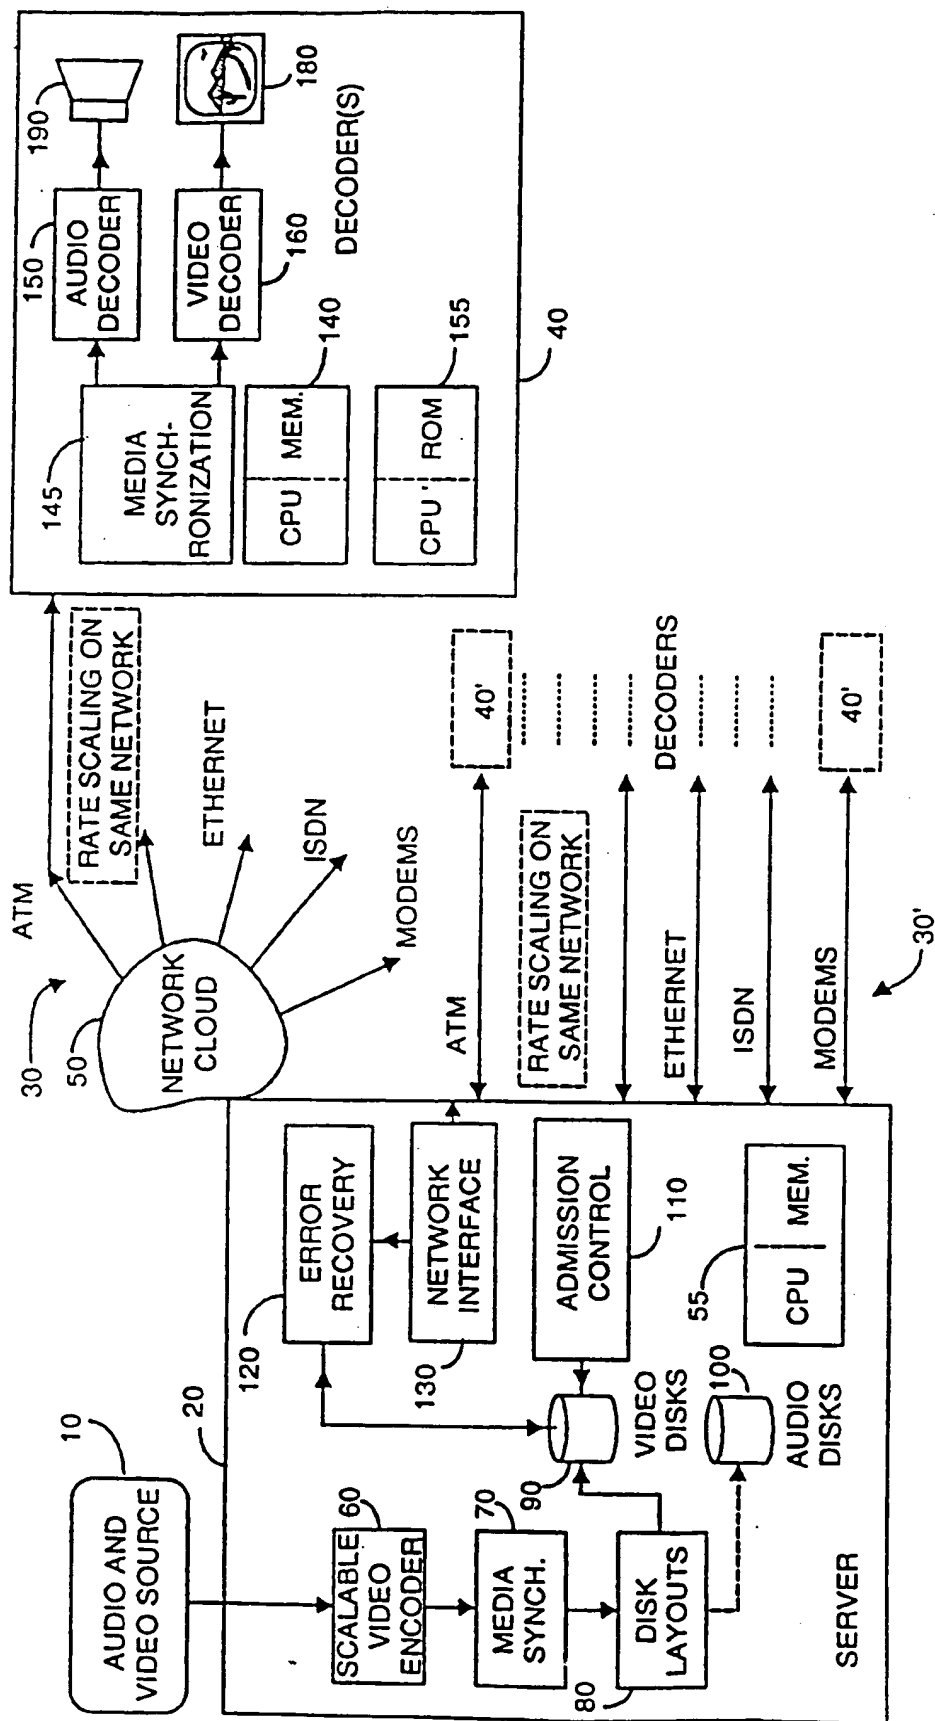 10
AUDIO AND
VIDEO SOURCE
20
SCALABLE
VIDEO
ENCODER
60
MEDIA
SYNCH.
70
DISK
LAYOUTS
80
SERVER
120
ERROR
RECOVERY
NETWORK
INTERFACE
130
ADMISSION
CONTROL
110
90
VIDEO
DISKS
100
AUDIO
DISKS
55
CPU
MEM.
30
50
NETWORK
CLOUD
ATM
RATE SCALING ON
SAME NETWORK
ETHERNET
ISDN
MODEMS
ATM
RATE SCALING ON
SAME NETWORK
ETHERNET
ISDN
MODEMS
30'
40'
DECODERS
40'
145
MEDIA
SYNCH-
RONIZATION
150
AUDIO
DECODER
190
VIDEO
DECODER
160
180
CPU
MEM.
140
CPU'
ROM
155
DECODER(S)
40